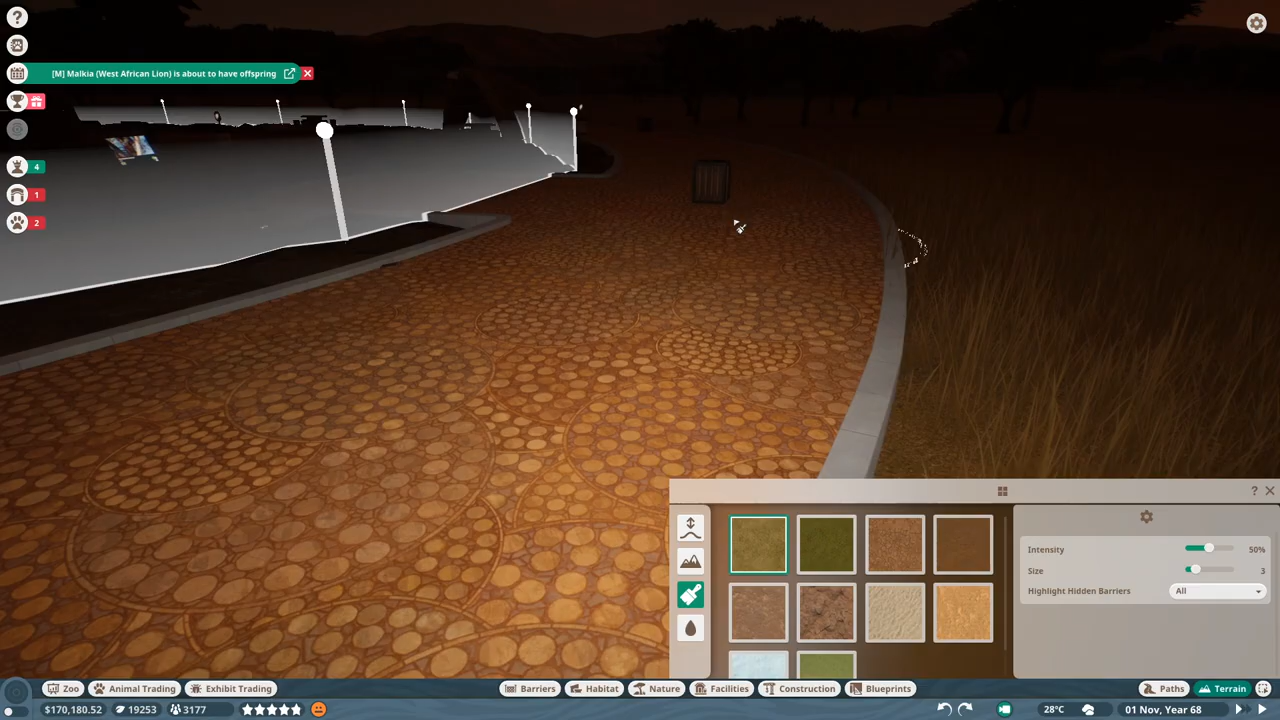 ?
[M] Malkia (West African Lion) is about to have offspring
4
1
2
?
Intensity 50%
Size 3
Highlight Hidden Barriers All
Zoo Animal Trading Exhibit Trading Barriers Habitat Nature Facilities Construction Blueprints Paths Terrain
$170,180.52 19253 3177 28°C 01 Nov, Year 68